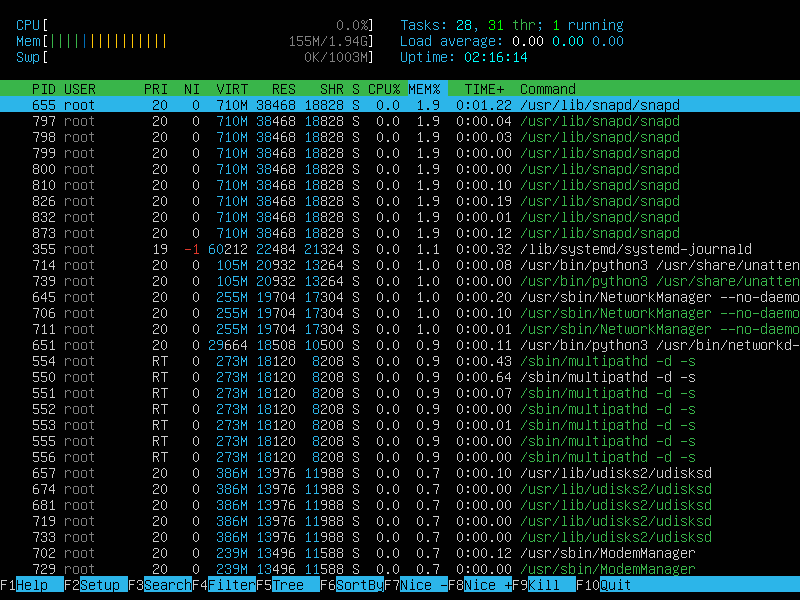 CPU[ 0.0%] Tasks: 28, 31 thr; 1 running
Mem[||||||||||||||| 155M/1.94G] Load average: 0.00 0.00 0.00
Swp[ 0K/1003M] Uptime: 02:16:14
PID USER PRI NI VIRT RES SHR S CPU% MEM% TIME+ Command
655 root 20 0 710M 38468 18828 S 0.0 1.9 0:01.22 /usr/lib/snapd/snapd
797 root 20 0 710M 38468 18828 S 0.0 1.9 0:00.04 /usr/lib/snapd/snapd
798 root 20 0 710M 38468 18828 S 0.0 1.9 0:00.03 /usr/lib/snapd/snapd
799 root 20 0 710M 38468 18828 S 0.0 1.9 0:00.00 /usr/lib/snapd/snapd
800 root 20 0 710M 38468 18828 S 0.0 1.9 0:00.00 /usr/lib/snapd/snapd
810 root 20 0 710M 38468 18828 S 0.0 1.9 0:00.10 /usr/lib/snapd/snapd
826 root 20 0 710M 38468 18828 S 0.0 1.9 0:00.19 /usr/lib/snapd/snapd
832 root 20 0 710M 38468 18828 S 0.0 1.9 0:00.01 /usr/lib/snapd/snapd
873 root 20 0 710M 38468 18828 S 0.0 1.9 0:00.12 /usr/lib/snapd/snapd
355 root 19 -1 60212 22484 21324 S 0.0 1.1 0:00.32 /lib/systemd/systemd-journald
714 root 20 0 105M 20932 13264 S 0.0 1.0 0:00.08 /usr/bin/python3 /usr/share/unatten
739 root 20 0 105M 20932 13264 S 0.0 1.0 0:00.00 /usr/bin/python3 /usr/share/unatten
645 root 20 0 255M 19704 17304 S 0.0 1.0 0:00.20 /usr/sbin/NetworkManager --no-daemo
706 root 20 0 255M 19704 17304 S 0.0 1.0 0:00.10 /usr/sbin/NetworkManager --no-daemo
711 root 20 0 255M 19704 17304 S 0.0 1.0 0:00.01 /usr/sbin/NetworkManager --no-daemo
651 root 20 0 29664 18508 10500 S 0.0 0.9 0:00.11 /usr/bin/python3 /usr/bin/networkd-
554 root RT 0 273M 18120 8208 S 0.0 0.9 0:00.43 /sbin/multipathd -d -s
550 root RT 0 273M 18120 8208 S 0.0 0.9 0:00.64 /sbin/multipathd -d -s
551 root RT 0 273M 18120 8208 S 0.0 0.9 0:00.07 /sbin/multipathd -d -s
552 root RT 0 273M 18120 8208 S 0.0 0.9 0:00.00 /sbin/multipathd -d -s
553 root RT 0 273M 18120 8208 S 0.0 0.9 0:00.01 /sbin/multipathd -d -s
555 root RT 0 273M 18120 8208 S 0.0 0.9 0:00.00 /sbin/multipathd -d -s
556 root RT 0 273M 18120 8208 S 0.0 0.9 0:00.00 /sbin/multipathd -d -s
657 root 20 0 386M 13976 11988 S 0.0 0.7 0:00.10 /usr/lib/udisks2/udisksd
674 root 20 0 386M 13976 11988 S 0.0 0.7 0:00.00 /usr/lib/udisks2/udisksd
681 root 20 0 386M 13976 11988 S 0.0 0.7 0:00.00 /usr/lib/udisks2/udisksd
719 root 20 0 386M 13976 11988 S 0.0 0.7 0:00.00 /usr/lib/udisks2/udisksd
733 root 20 0 386M 13976 11988 S 0.0 0.7 0:00.00 /usr/lib/udisks2/udisksd
702 root 20 0 239M 13496 11588 S 0.0 0.7 0:00.12 /usr/sbin/ModemManager
729 root 20 0 239M 13496 11588 S 0.0 0.7 0:00.00 /usr/sbin/ModemManager
F1Help F2Setup F3SearchF4FilterF5Tree F6SortByF7Nice -F8Nice +F9Kill F10Quit